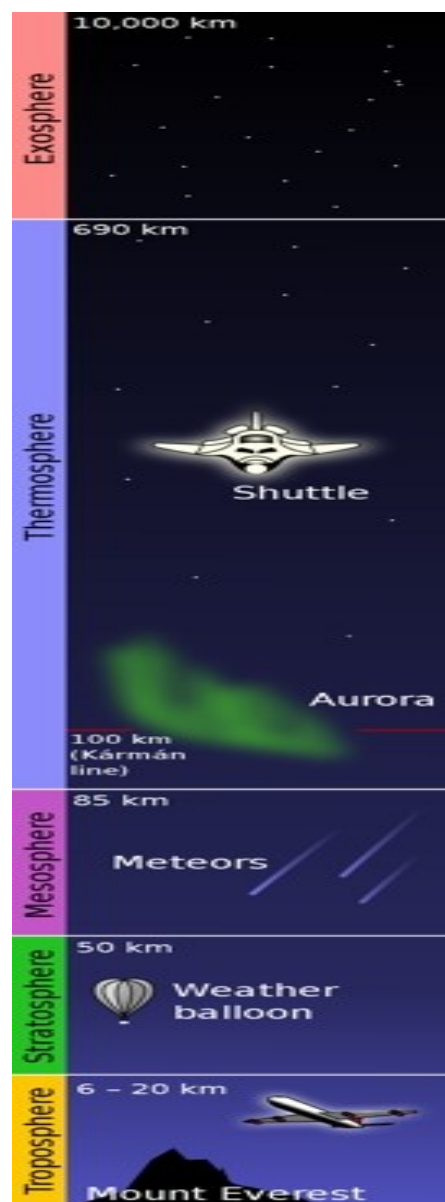 10,000 km
Exosphere
690 km
Thermosphere
Shuttle
Aurora
100 km
(Kármán
line)
85 km
Mesosphere
Meteors
50 km
Stratosphere
Weather
balloon
6 – 20 km
Troposphere
Mount Everest